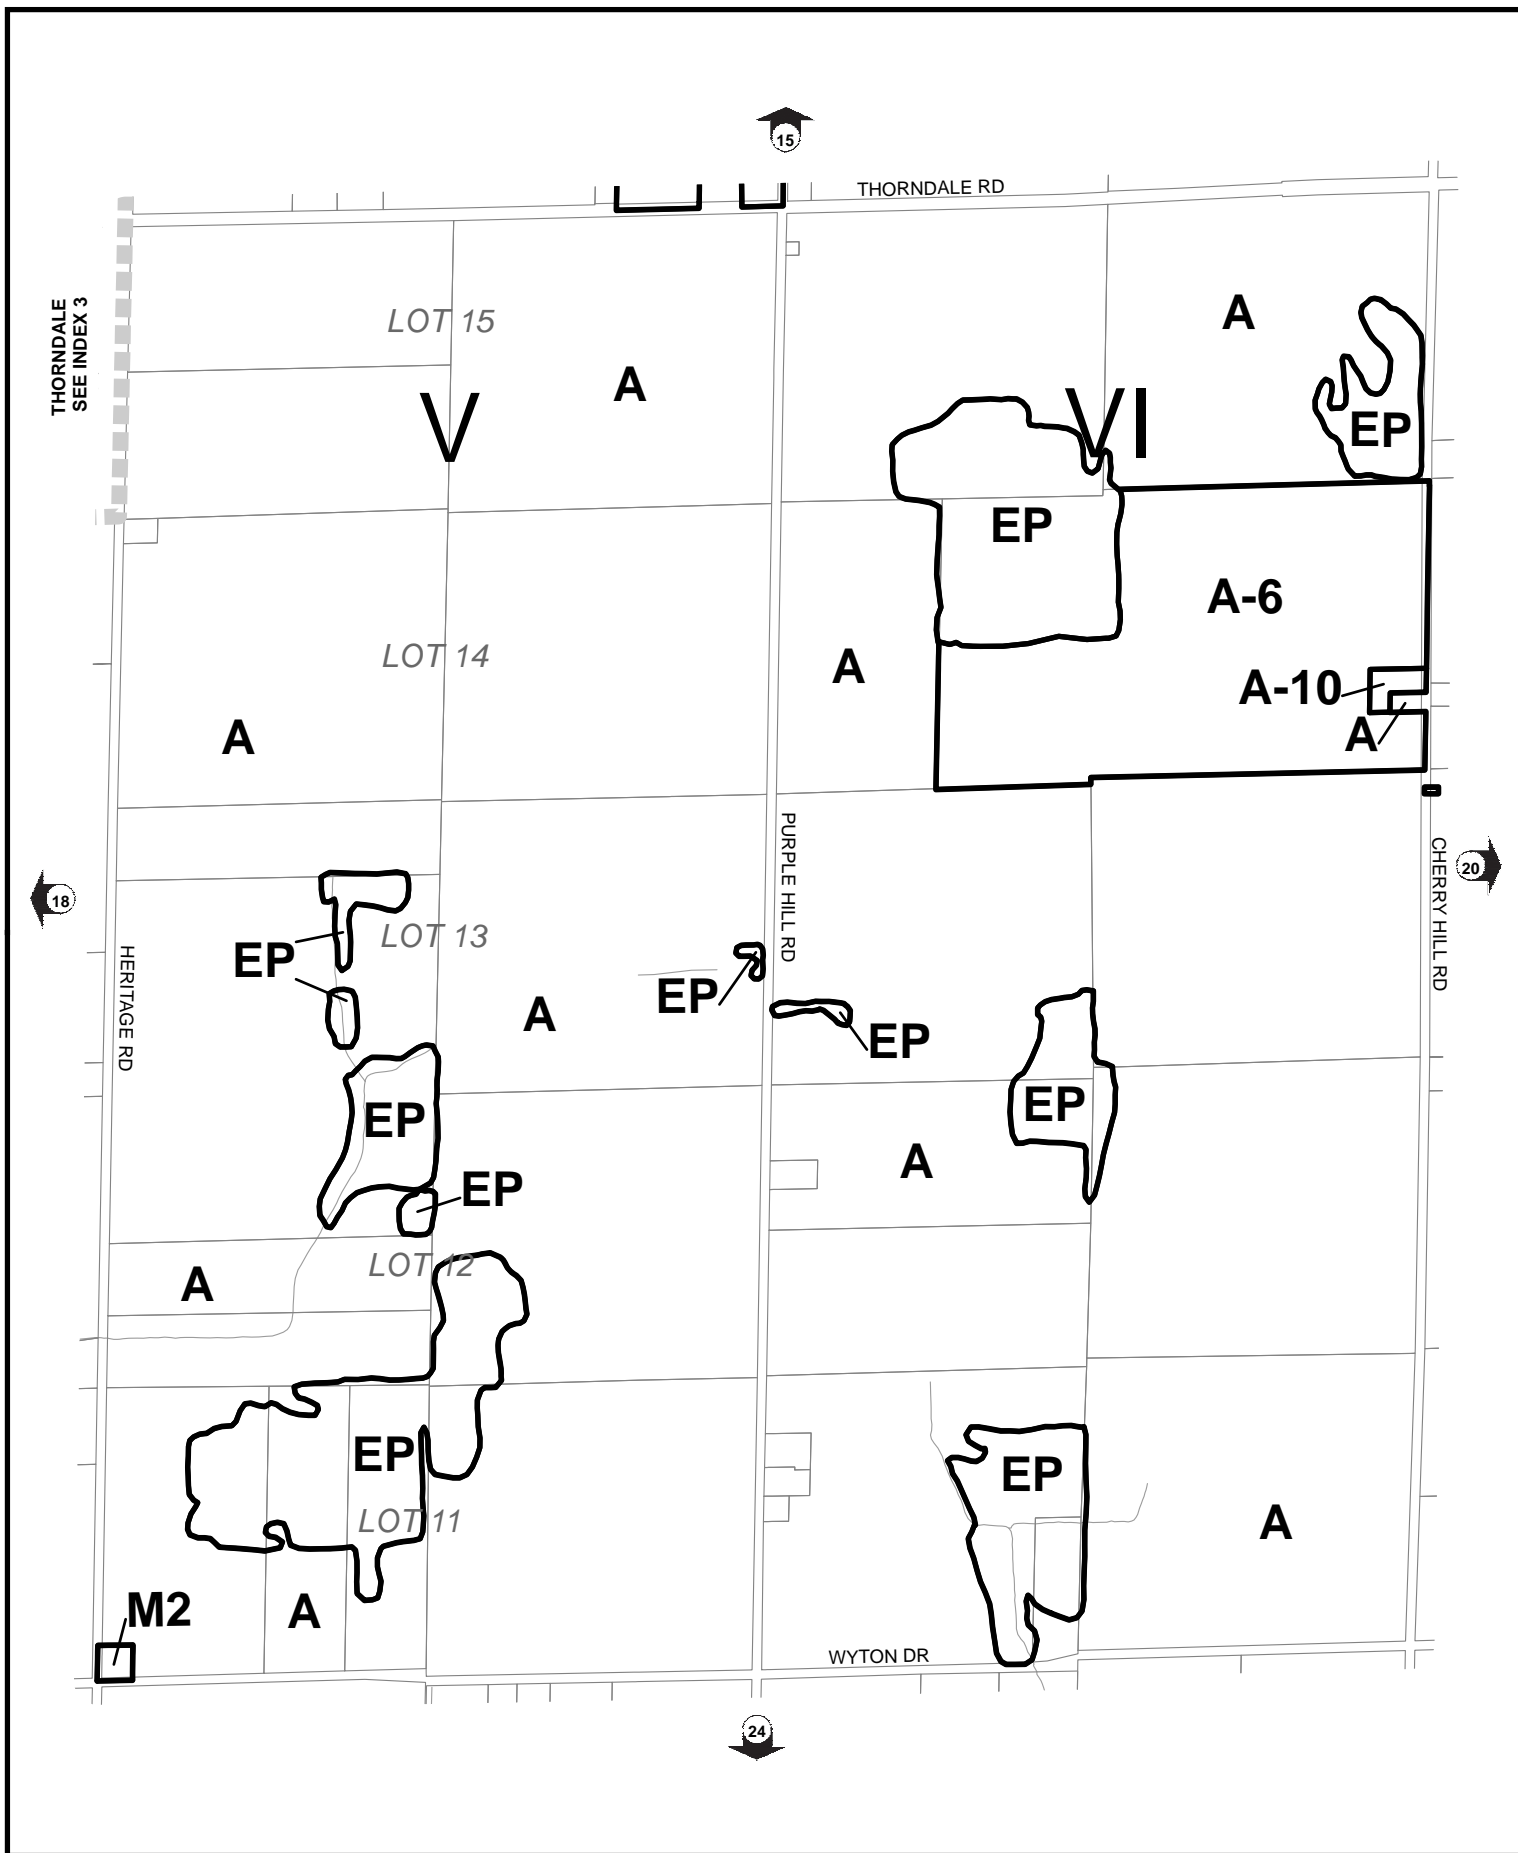 15
THORNDALE RD
THORNDALE
SEE INDEX 3
LOT 15
A
A
V
VI
EP
EP
A-6
LOT 14
A
A-10
A
A
PURPLE HILL RD
CHERRY HILL RD
20
18
HERITAGE RD
EP
LOT 13
EP
A
EP
EP
EP
A
EP
LOT 12
A
EP
EP
LOT 11
A
M2
A
WYTON DR
24